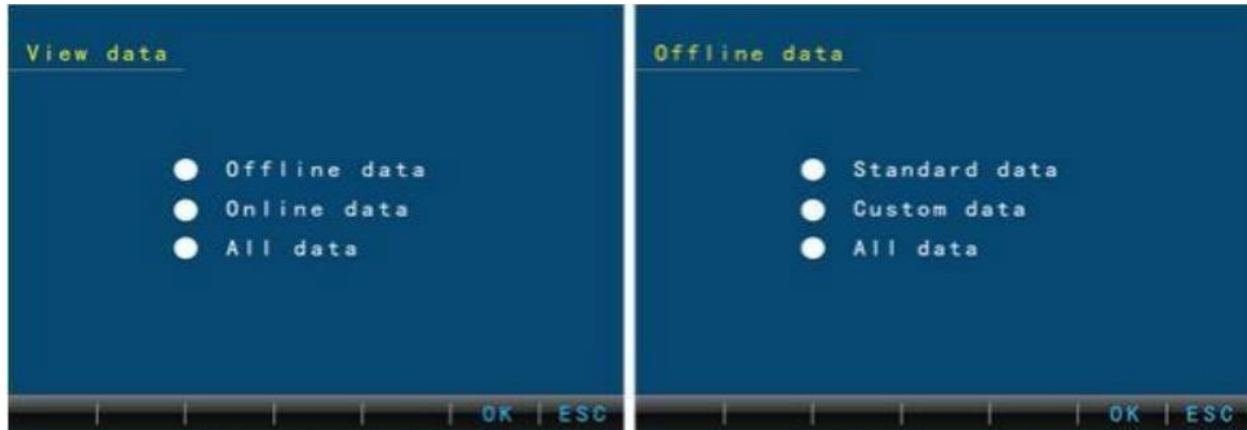 View data
Offline data
Online data
All data
OK ESC
Offline data
Standard data
Custom data
All data
OK ESC